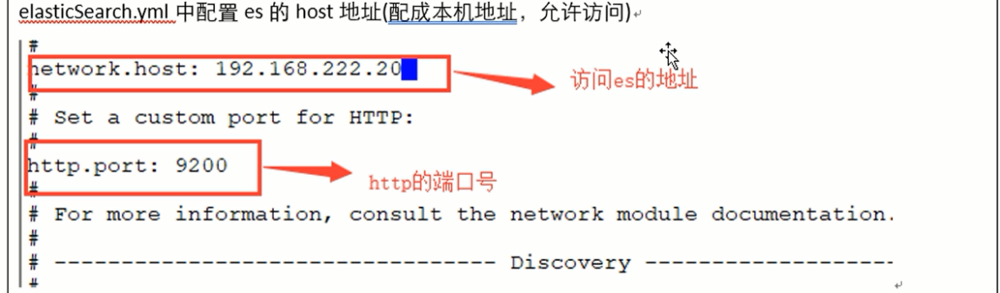 elasticSearch.yml 中配置 es 的 host 地址(配成本机地址，允许访问)
#
network.host: 192.168.222.20
访问es的地址
#
# Set a custom port for HTTP:
#
http.port: 9200
http的端口号
#
# For more information, consult the network module documentation.
#
# --------------------------------- Discovery -------------------
#